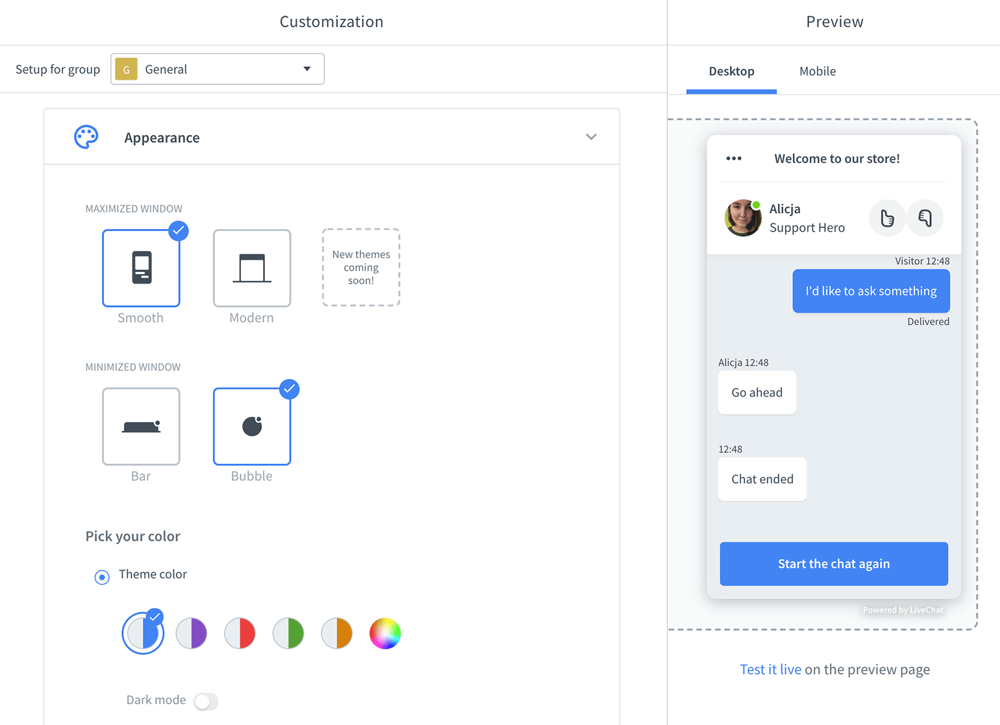 Customization
Setup for group
G
General
Appearance
MAXIMIZED WINDOW
Smooth
Modern
New themes
coming
soon!
MINIMIZED WINDOW
Bar
Bubble
Pick your color
Theme color
Dark mode
Preview
Desktop
Mobile
Welcome to our store!
Alicja
Support Hero
Visitor 12:48
I'd like to ask something
Delivered
Alicja 12:48
Go ahead
12:48
Chat ended
Start the chat again
Powered by LiveChat
Test it live on the preview page